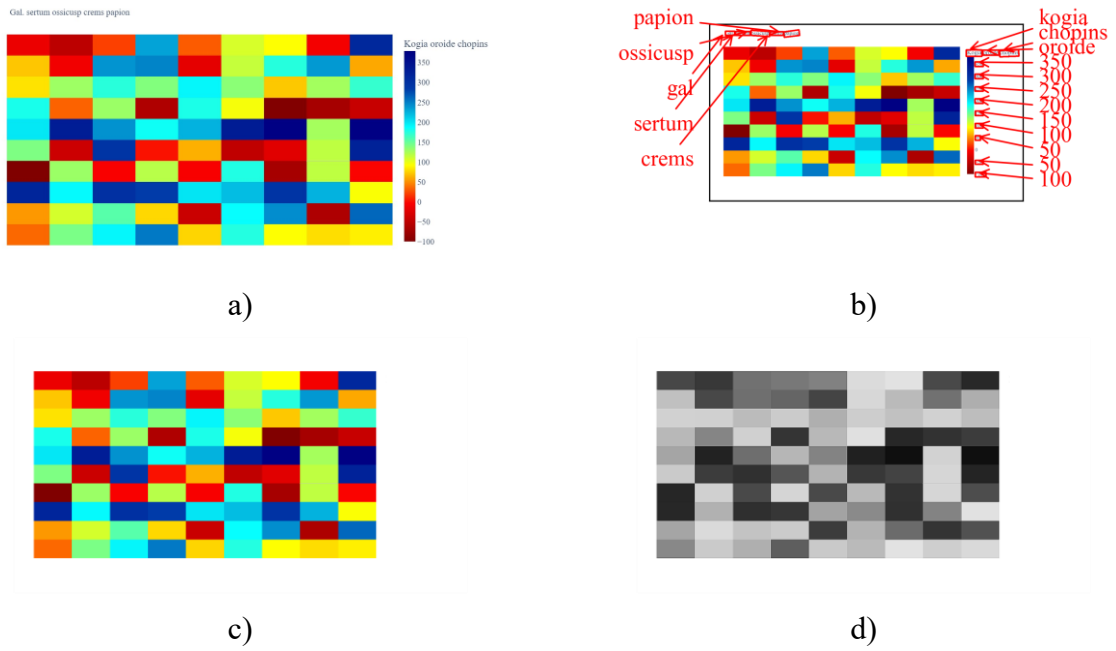 Gal. sertum ossicusp crems papion
Kogia oroide chopins
350
300
250
200
150
100
50
0
−50
−100
a)
papion
ossicusp
gal
sertum
crems
kogia
chopins
oroide
350
300
250
200
150
100
50
50
100
b)
c)
d)